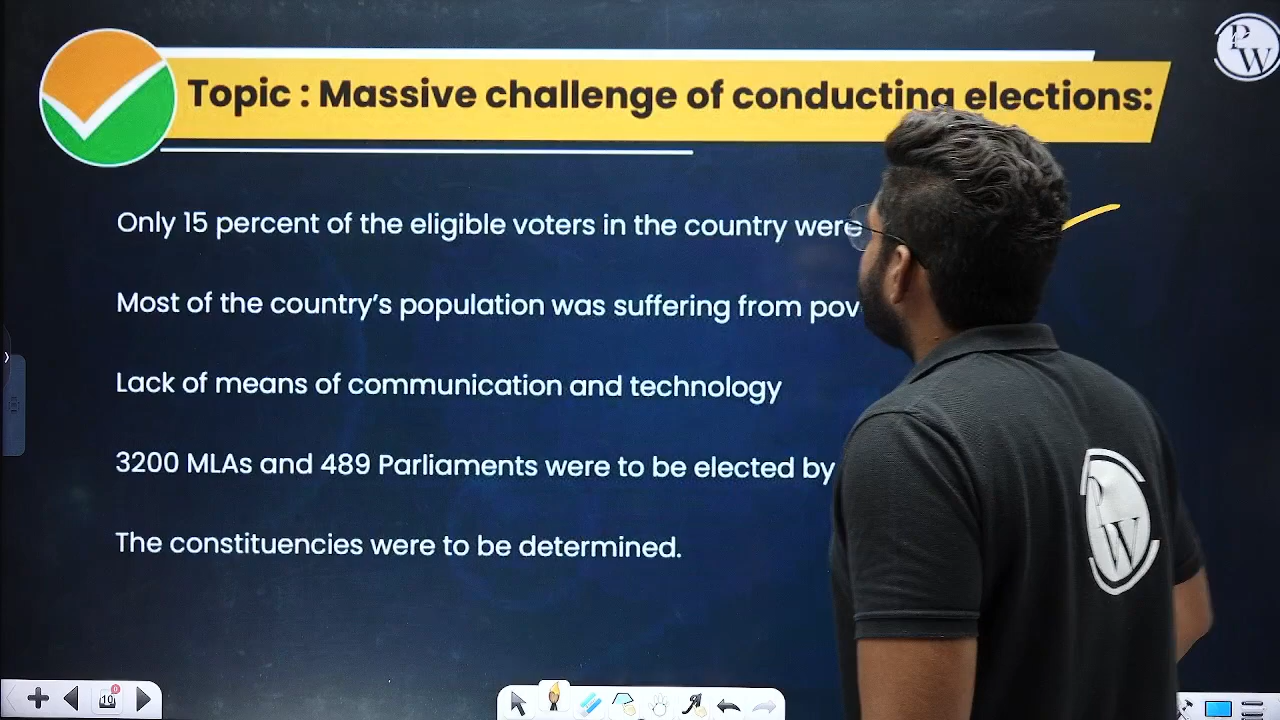 Topic : Massive challenge of conducting elections:
PW
Only 15 percent of the eligible voters in the country were
Most of the country's population was suffering from
Lack of means of communication and technology
3200 MLAs and 489 Parliaments were to be elected by
The constituencies were to be determined.
PW
10